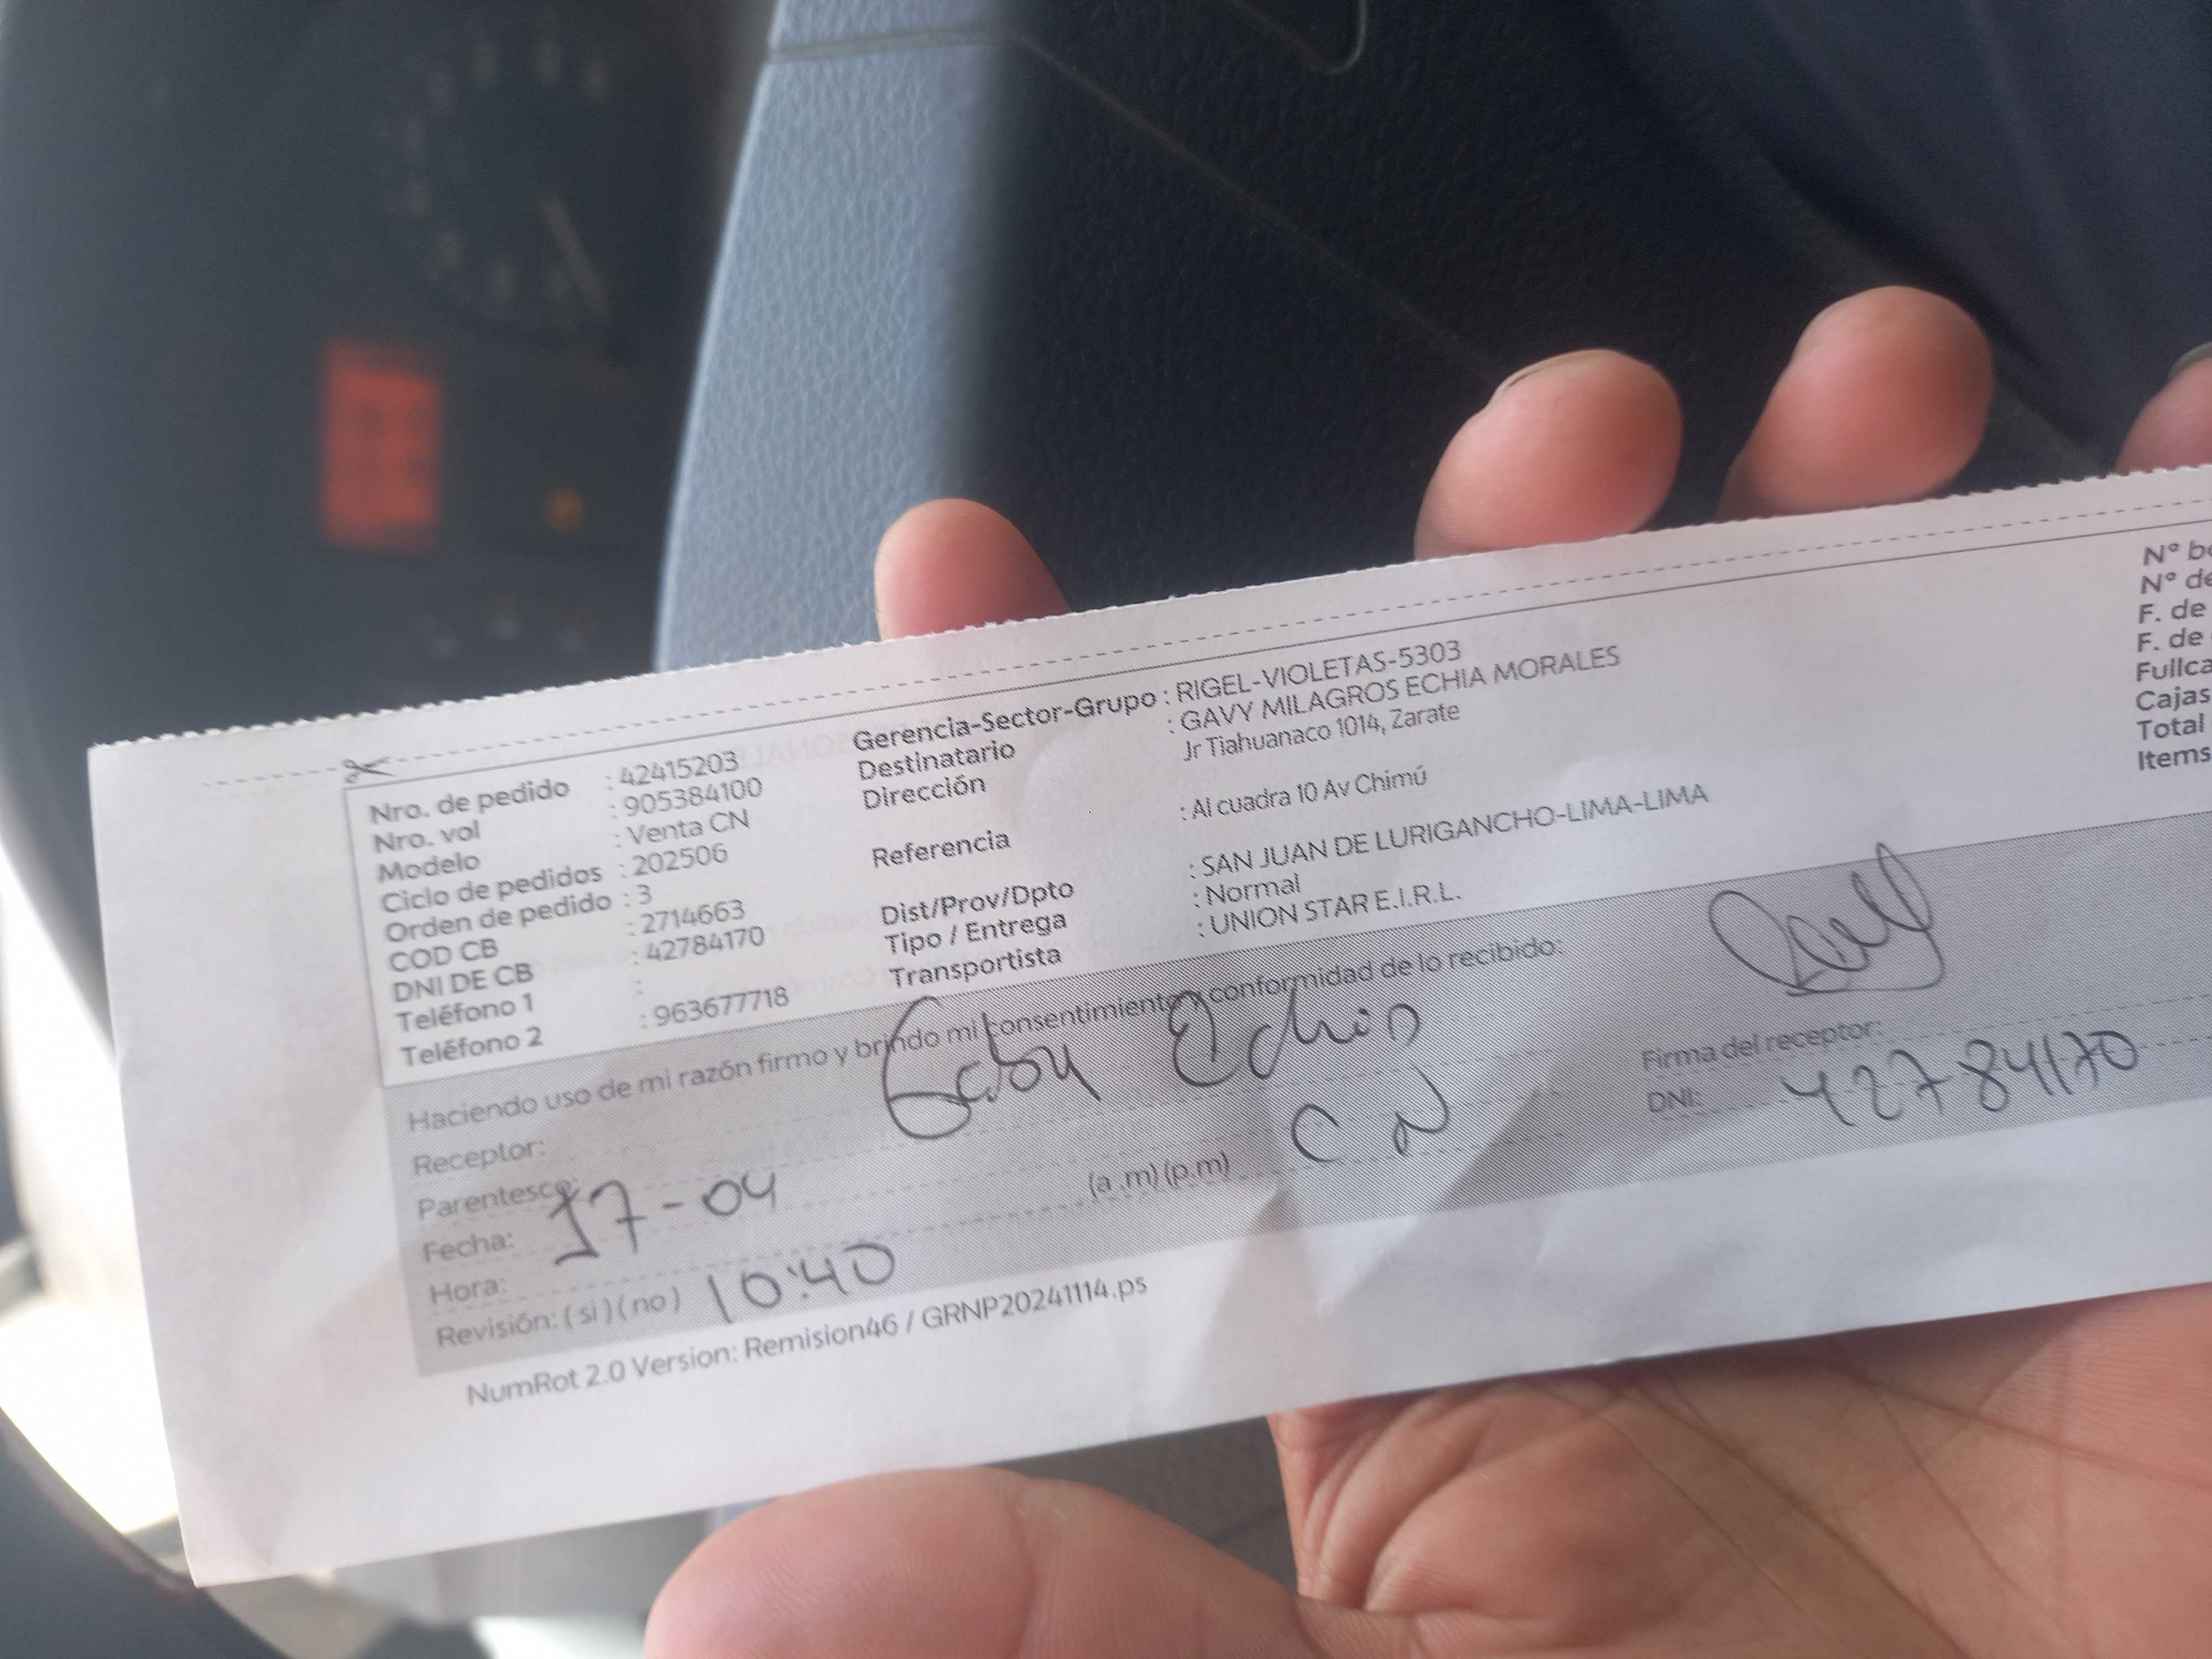 Nro. de pedido : 42415203
Nro. vol : 905384100
Modelo : Venta CN
Ciclo de pedidos : 202506
Orden de pedido : 3
COD CB : 2714663
DNI DE CB : 42784170
Teléfono 1 :
Teléfono 2 : 963677718
Gerencia-Sector-Grupo : RIGEL-VIOLETAS-5303
Destinatario : GAVY MILAGROS ECHIA MORALES
Dirección Jr Tiahuanaco 1014, Zarate
Referencia : Al cuadra 10 Av Chimú
Dist/Prov/Dpto : SAN JUAN DE LURIGANCHO-LIMA-LIMA
Tipo / Entrega : Normal
Transportista : UNION STAR E.I.R.L.
N° b
N° de
F. de
F. de
Fullca
Cajas
Total
Items
Haciendo uso de mi razón firmo y brindo mi consentimiento y conformidad de lo recibido:
Receptor: Gaby Echia
Parentesco: CN
Fecha: 17-04
Hora: 10:40 (a .m) (p.m)
Revisión: ( si ) ( no )
Firma del receptor:
DNI: 42784170
NumRot 2.0 Version: Remision46 / GRNP20241114.ps